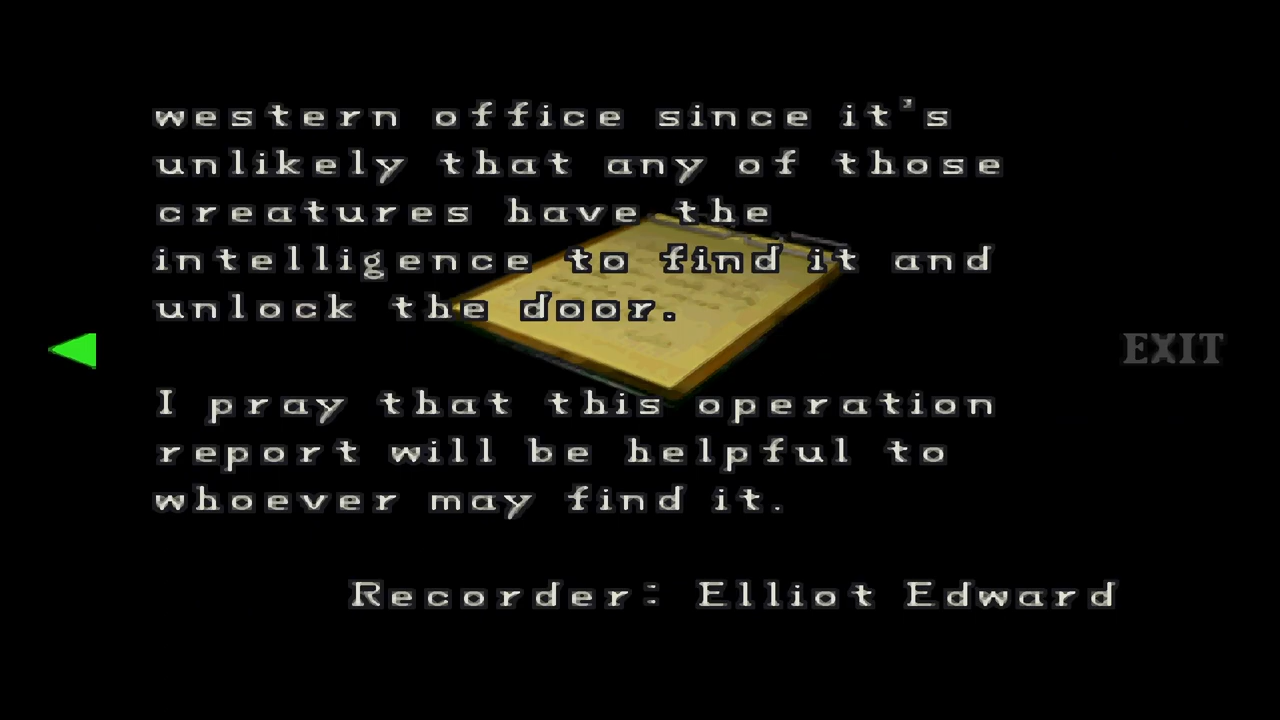 western office since it's
unlikely that any of those
creatures have the
intelligence to find it and
unlock the door.
EXIT
I pray that this operation
report will be helpful to
whoever may find it.
Recorder: Elliot Edward